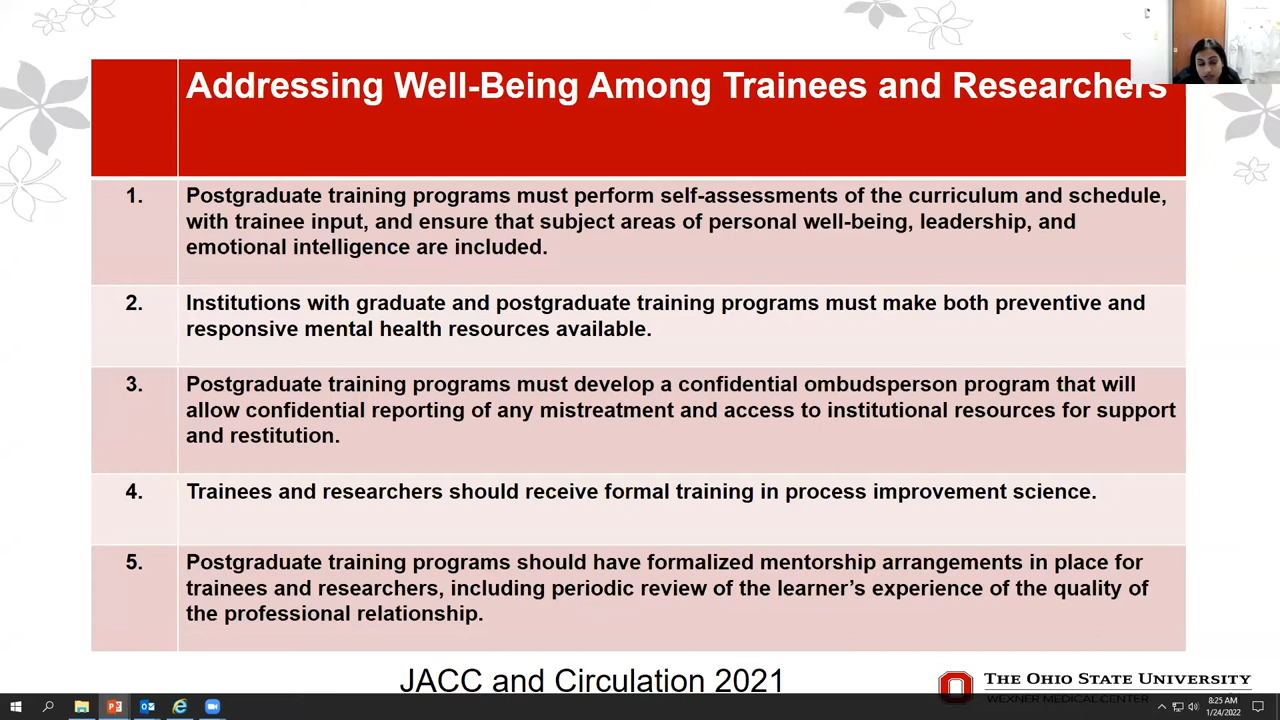 Addressing Well-Being Among Trainees and Researchers
1. Postgraduate training programs must perform self-assessments of the curriculum and schedule,
with trainee input, and ensure that subject areas of personal well-being, leadership, and
emotional intelligence are included.
2. Institutions with graduate and postgraduate training programs must make both preventive and
responsive mental health resources available.
3. Postgraduate training programs must develop a confidential ombudsperson program that will
allow confidential reporting of any mistreatment and access to institutional resources for support
and restitution.
4. Trainees and researchers should receive formal training in process improvement science.
5. Postgraduate training programs should have formalized mentorship arrangements in place for
trainees and researchers, including periodic review of the learner’s experience of the quality of
the professional relationship.
JACC and Circulation 2021
THE OHIO STATE UNIVERSITY
WEXNER MEDICAL CENTER
8:25 AM
1/24/2022